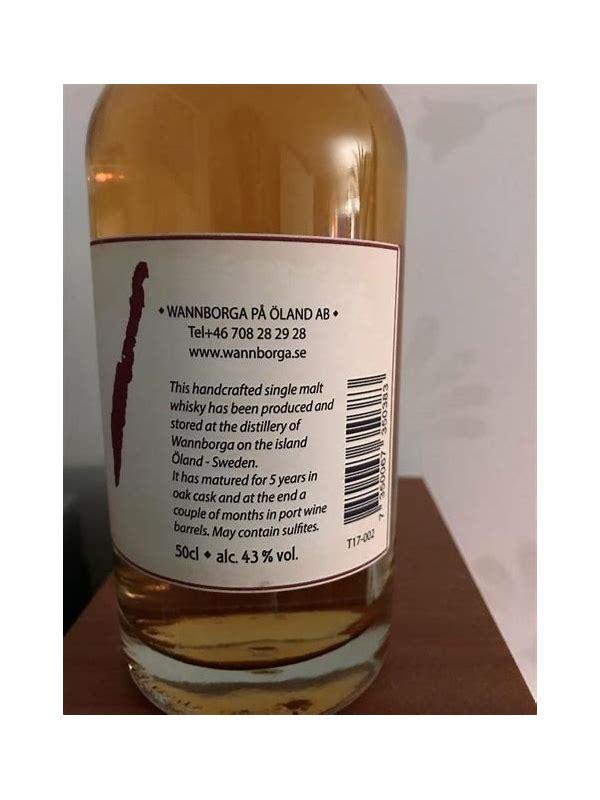 ◆ WANNBORGA PÅ ÖLAND AB ◆
Tel+46 708 28 29 28
www.wannborga.se
This handcrafted single malt
whisky has been produced and
stored at the distillery of
Wannborga on the island
Öland - Sweden.
It has matured for 5 years in
oak cask and at the end a
couple of months in port wine
barrels. May contain sulfites.
50cl ◆ alc. 43 % vol.
7 350067 350383
T17-002